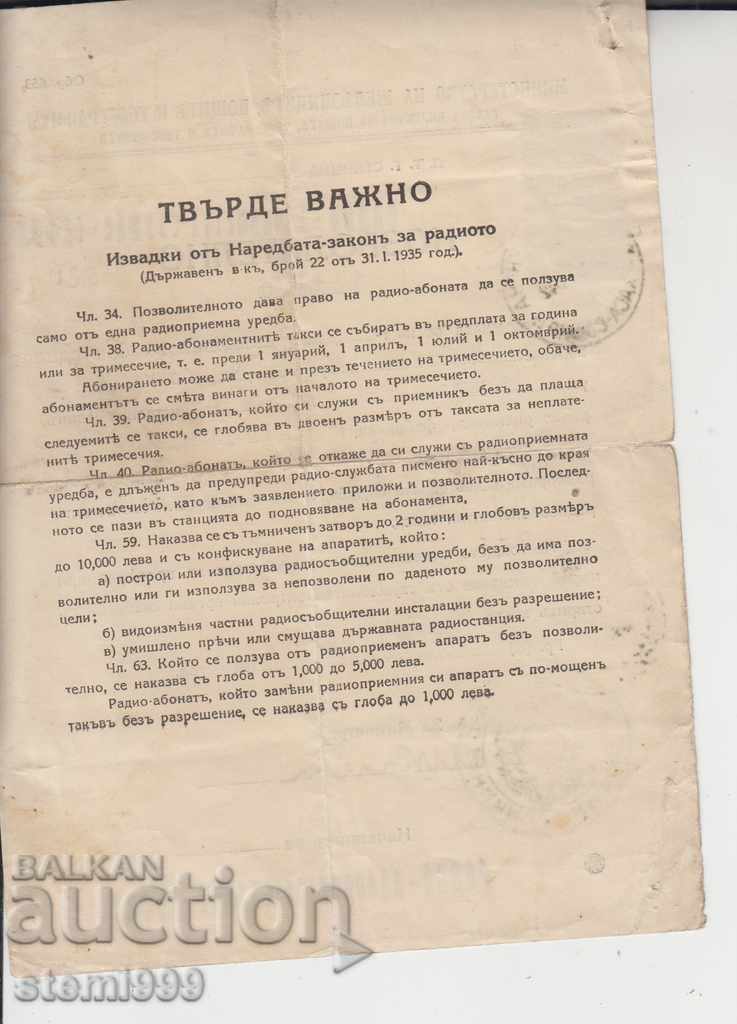 ТВЪРДЕ ВАЖНО
Извадки отъ Наредбата-законъ за радиото
(Държавенъ в-къ, брой 22 отъ 31. I. 1935 год.).
Чл. 34. Позволителното дава право на радио-абоната да се ползува
само отъ една радиоприемна уредба.
Чл. 38. Радио-абонаментнитѣ такси се събиратъ въ предплата за година
или за тримесечие, т. е. преди 1 януарий, 1 априлъ, 1 юлий и 1 октомврий.
Абонирането може да стане и презъ течението на тримесечието, обаче,
абонаментътъ се смѣта винаги отъ началото на тримесечието.
Чл. 39. Радио-абонатъ, който си служи съ приемникъ безъ да плаща
следуемитѣ се такси, се глобява въ двоенъ размѣръ отъ таксата за неплате-
нитѣ тримесечия.
Чл. 40. Радио-абонатъ, който се откаже да си служи съ радиоприемната
уредба, е длъженъ да предупреди радио-службата писмено най-късно до края
на тримесечието, като къмъ заявлението приложи и позволителното. Послед-
ното се пази въ станцията до подновяване на абонамента,
Чл. 59. Наказва се съ тъмниченъ затворъ до 2 години и глобовъ размѣръ
до 10,000 лева и съ конфискуване на апаратитѣ, който:
а) построи или използува радиосъобщителни уредби, безъ да има поз-
волително или ги използува за непозволени по даденото му позволително
цели;
б) видоизмѣня частни радиосъобщителни инсталации безъ разрешение;
в) умишлено прѣчи или смущава държавната радиостанция.
Чл. 63. Който се ползува отъ радиоприеменъ апаратъ безъ позволи-
телно, се наказва съ глоба отъ 1,000 до 5,000 лева.
Радио-абонатъ, който замѣни радиоприемния си апаратъ съ по-мощенъ
такъвъ безъ разрешение, се наказва съ глоба до 1,000 лева.
BALKAN
auction
stemi999